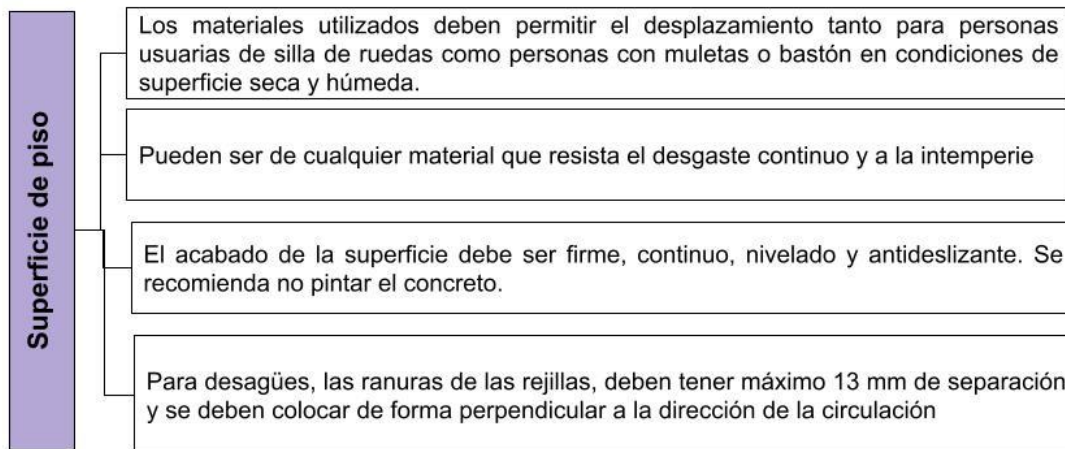 Superficie de piso
Los materiales utilizados deben permitir el desplazamiento tanto para personas
usuarias de silla de ruedas como personas con muletas o bastón en condiciones de
superficie seca y húmeda.
Pueden ser de cualquier material que resista el desgaste continuo y a la intemperie
El acabado de la superficie debe ser firme, continuo, nivelado y antideslizante. Se
recomienda no pintar el concreto.
Para desagües, las ranuras de las rejillas, deben tener máximo 13 mm de separación
y se deben colocar de forma perpendicular a la dirección de la circulación